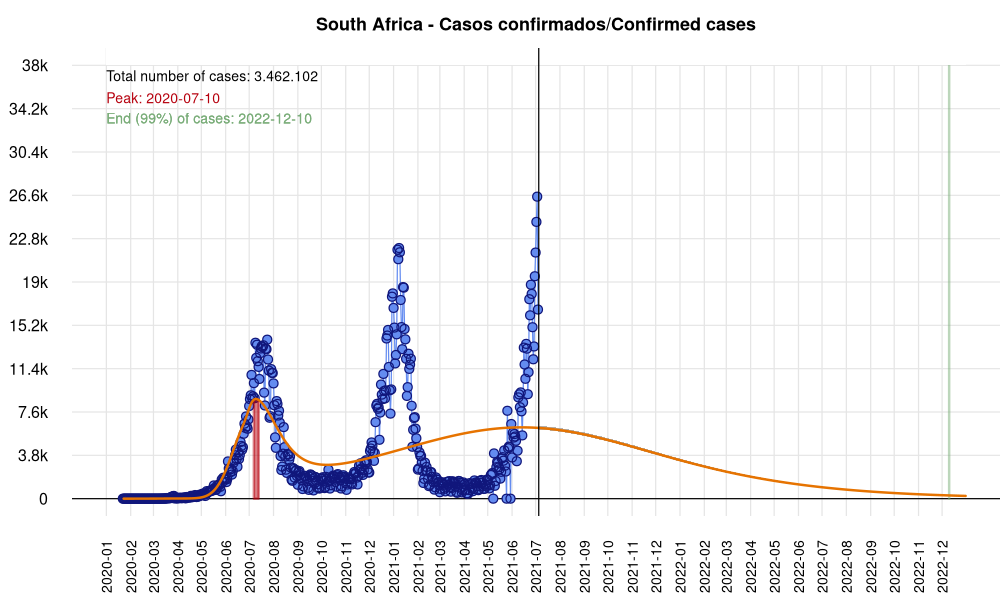 South Africa - Casos confirmados/Confirmed cases
Total number of cases: 3.462.102
Peak: 2020-07-10
End (99%) of cases: 2022-12-10
38k
34.2k
30.4k
26.6k
22.8k
19k
15.2k
11.4k
7.6k
3.8k
0
2020-01
2020-02
2020-03
2020-04
2020-05
2020-06
2020-07
2020-08
2020-09
2020-10
2020-11
2020-12
2021-01
2021-02
2021-03
2021-04
2021-05
2021-06
2021-07
2021-08
2021-09
2021-10
2021-11
2021-12
2022-01
2022-02
2022-03
2022-04
2022-05
2022-06
2022-07
2022-08
2022-09
2022-10
2022-11
2022-12